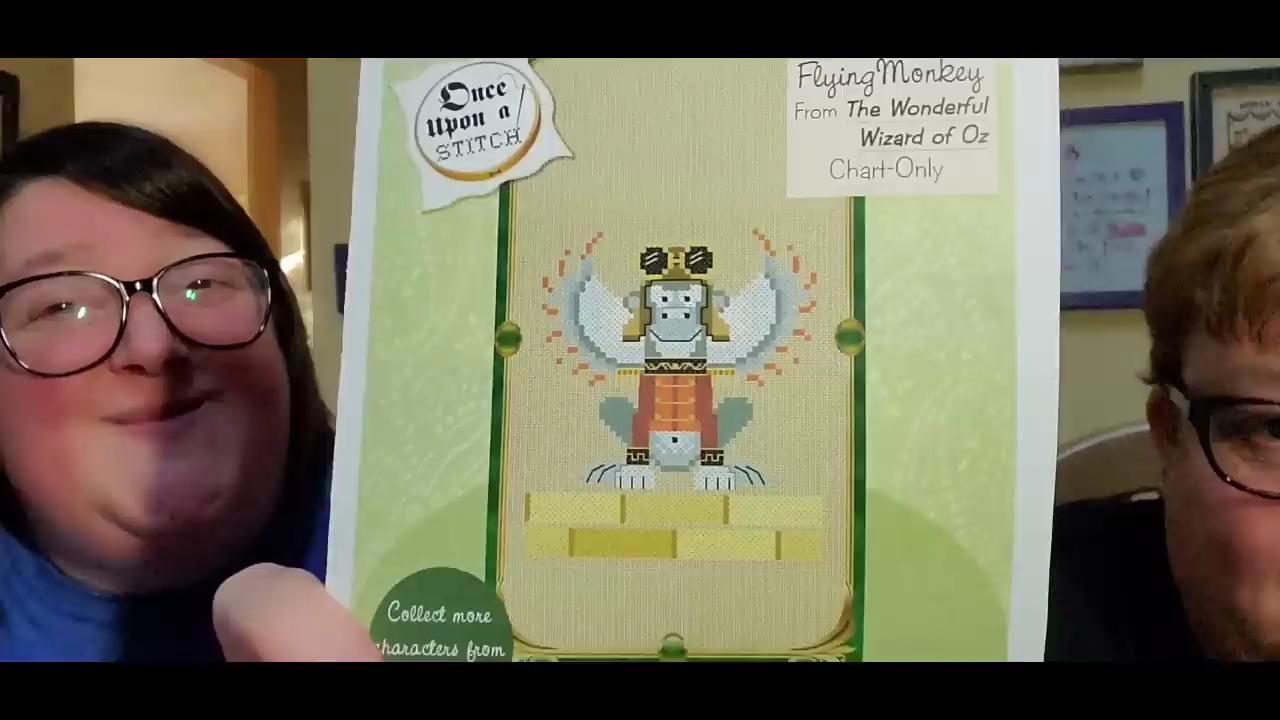 Once
Upon a
STITCH
Flying Monkey
From The Wonderful
Wizard of Oz
Chart-Only
H
Collect more
characters from